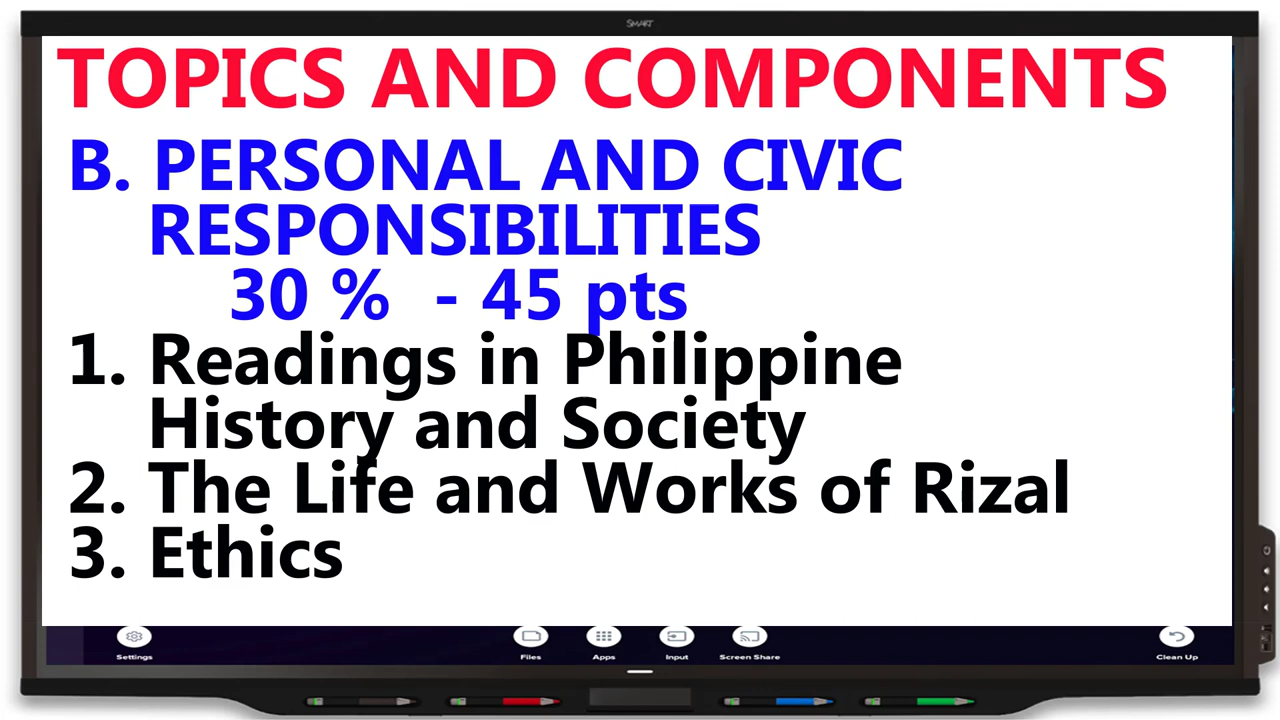 SMART
TOPICS AND COMPONENTS
B. PERSONAL AND CIVIC
RESPONSIBILITIES
30 % - 45 pts
1. Readings in Philippine
History and Society
2. The Life and Works of Rizal
3. Ethics
Settings
Files
Apps
Input
Screen Share
Clean Up